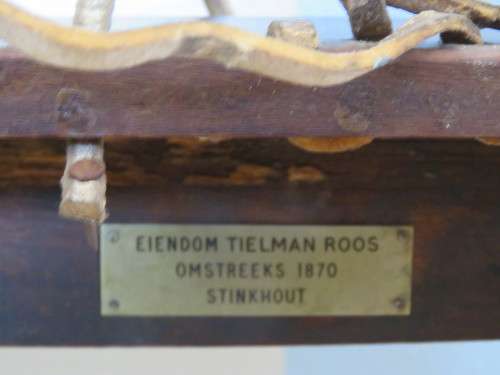 EIENDOM TIELMAN ROOS
OMSTREEKS 1870
STINKHOUT